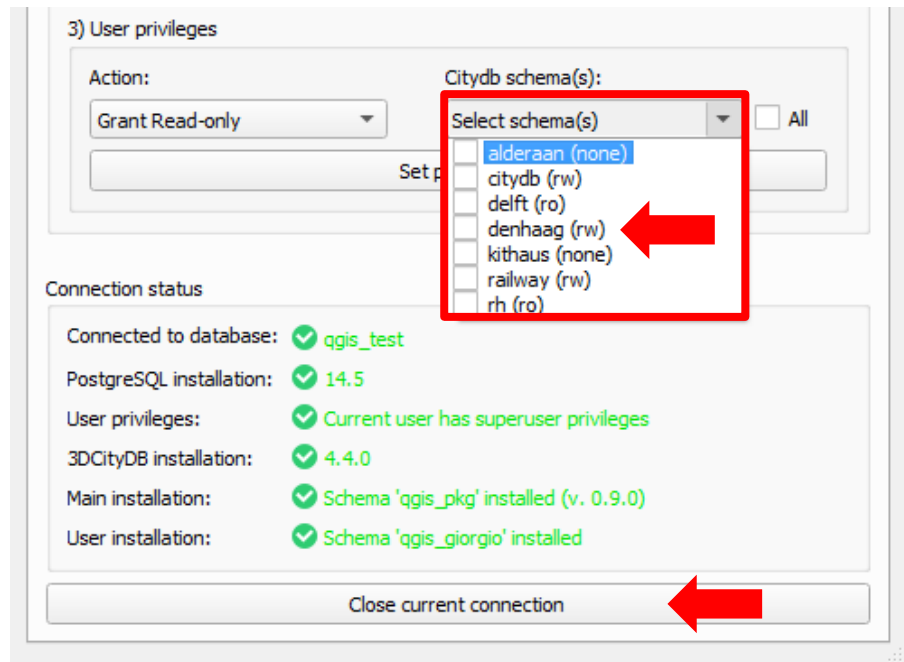 3) User privileges
Action:
Citydb schema(s):
Grant Read-only
Select schema(s)
All
alderaan (none)
Set p
citydb (rw)
delft (ro)
denhaag (rw)
kithaus (none)
railway (rw)
rh (ro)
Connection status
Connected to database: qgis_test
PostgreSQL installation: 14.5
User privileges: Current user has superuser privileges
3DCityDB installation: 4.4.0
Main installation: Schema 'qgis_pkg' installed (v. 0.9.0)
User installation: Schema 'qgis_giorgio' installed
Close current connection